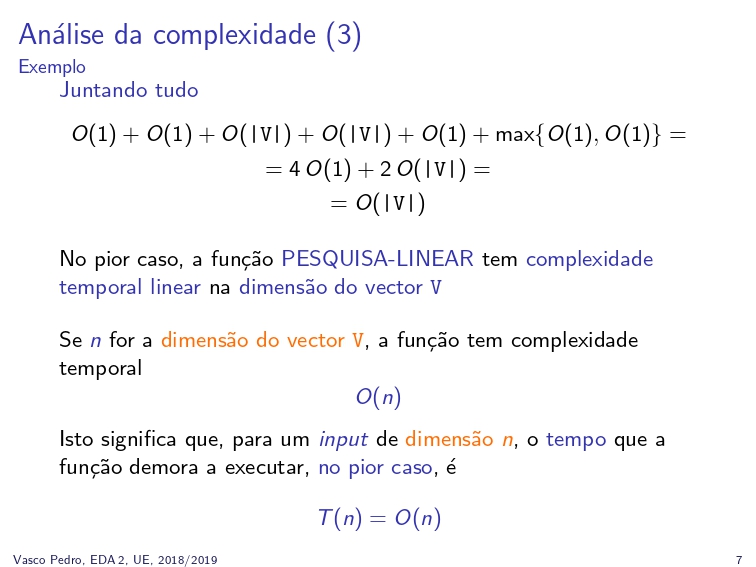 Análise da complexidade (3)
Exemplo
Juntando tudo
O(1) + O(1) + O(|V|) + O(|V|) + O(1) + max{O(1), O(1)} =
= 4 O(1) + 2 O(|V|) =
= O(|V|)
No pior caso, a função PESQUISA-LINEAR tem complexidade
temporal linear na dimensão do vector V
Se n for a dimensão do vector V, a função tem complexidade
temporal
O(n)
Isto significa que, para um input de dimensão n, o tempo que a
função demora a executar, no pior caso, é
T(n) = O(n)
Vasco Pedro, EDA 2, UE, 2018/2019 7